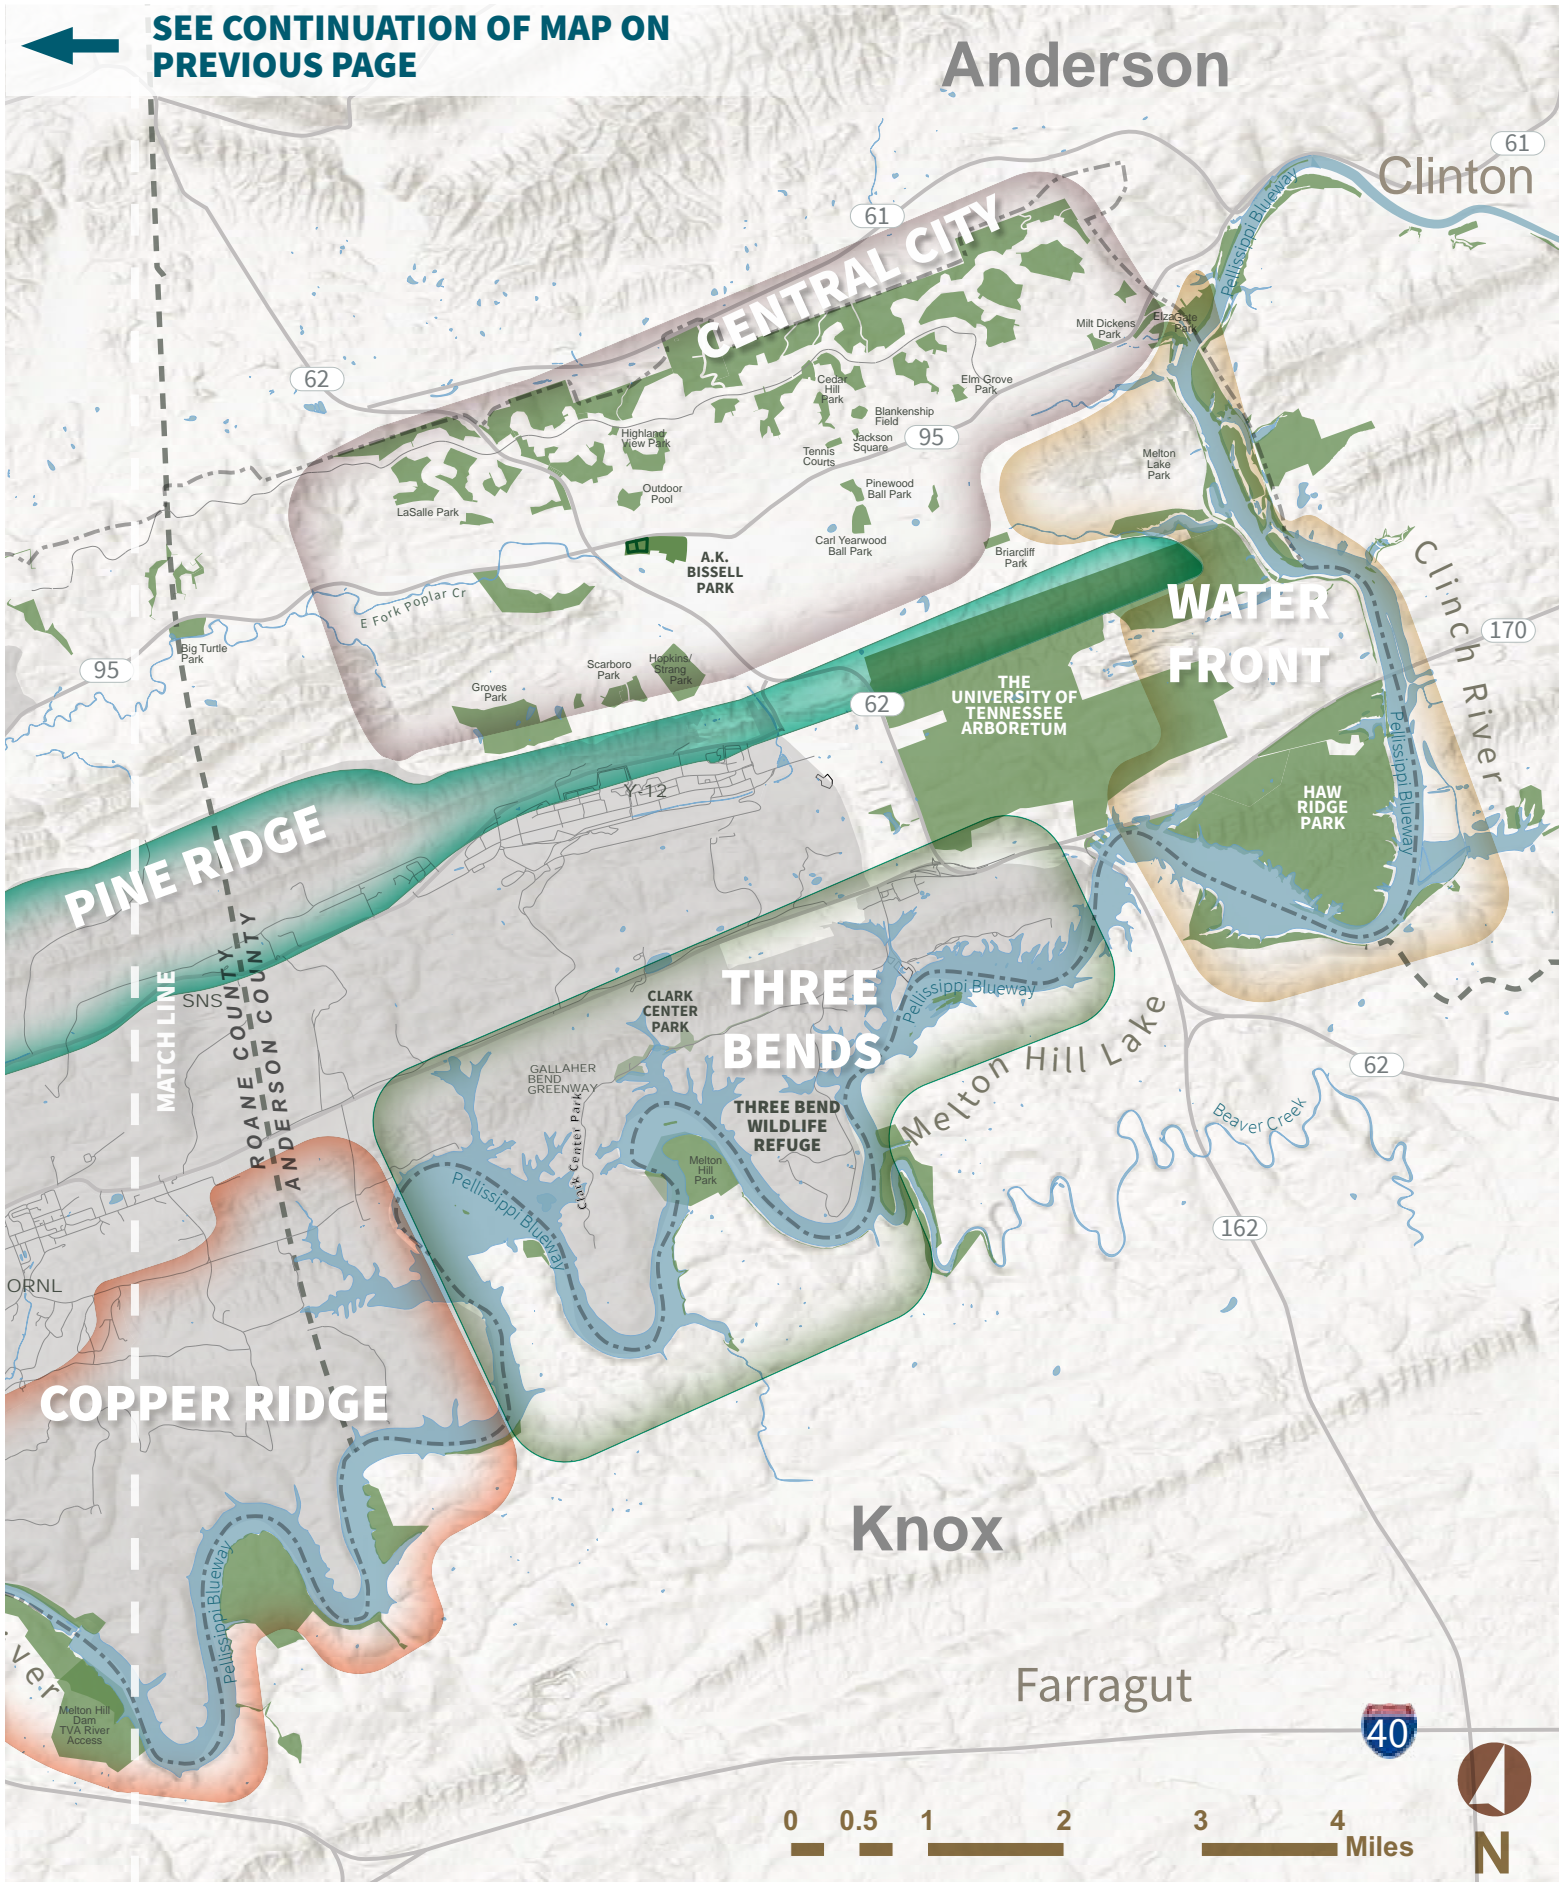 SEE CONTINUATION OF MAP ON
PREVIOUS PAGE
Anderson
61
Clinton
Pellissippi Blueway
61
CENTRAL CITY
Milt Dickens
Park
Elza Gate
Park
62
Cedar
Hill
Park
Elm Grove
Park
Blankenship
Field
Highland
View Park
Jackson
Square
95
Tennis
Courts
Melton
Lake
Park
Outdoor
Pool
Pinewood
Ball Park
LaSalle Park
Carl Yearwood
Ball Park
Briarcliff
Park
A.K.
BISSELL
PARK
E Fork Poplar Cr
WATER
FRONT
Clinch River
170
Big Turtle
Park
95
Scarboro
Park
Hopkins/
Strang
Park
Groves
Park
62
THE
UNIVERSITY OF
TENNESSEE
ARBORETUM
Pellissippi Blueway
Y-12
HAW
RIDGE
PARK
PINE RIDGE
SNS
MATCH LINE
ROANE COUNTY
ANDERSON COUNTY
CLARK
CENTER
PARK
THREE
BENDS
Pellissippi Blueway
Melton Hill Lake
GALLAHER
BEND
GREENWAY
Clark Center Park
THREE BEND
WILDLIFE
REFUGE
62
Beaver Creek
Melton
Hill
Park
Pellissippi Blueway
162
ORNL
COPPER RIDGE
Knox
Pellissippi Blueway
iver
Melton Hill
Dam
TVA River
Access
Farragut
40
0 0.5 1 2 3 4
Miles
N